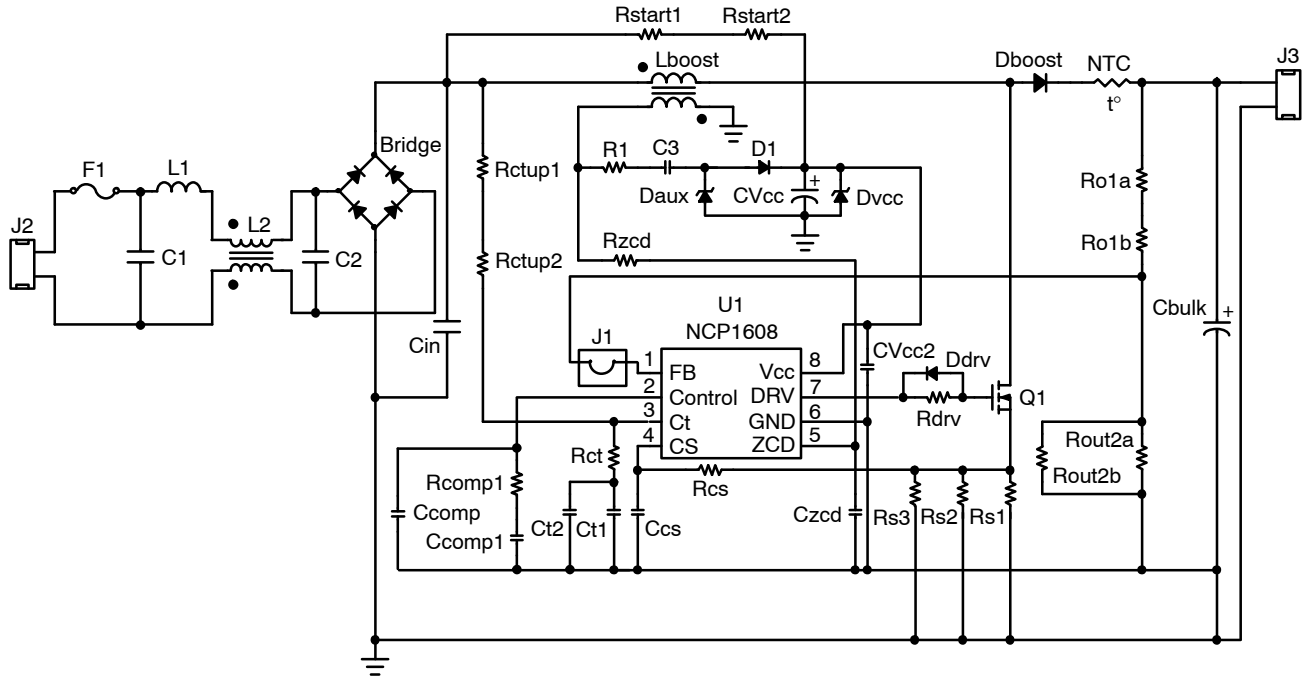 Rstart1
Rstart2
Lboost
Dboost
NTC
t°
J3
Bridge
R1
C3
D1
Rctup1
F1
L1
Daux
CVcc
+
Dvcc
Ro1a
J2
L2
C1
C2
Rzcd
Rctup2
Ro1b
U1
NCP1608
Cbulk
+
Cin
J1
CVcc2
Ddrv
1
FB
Vcc
8
2
Control
DRV
7
3
Ct
GND
6
4
CS
ZCD
5
Rdrv
Q1
Rct
Rcs
Rout2a
Rout2b
Rcomp1
Ccomp
Ccomp1
Ct2
Ct1
Ccs
Czcd
Rs3
Rs2
Rs1